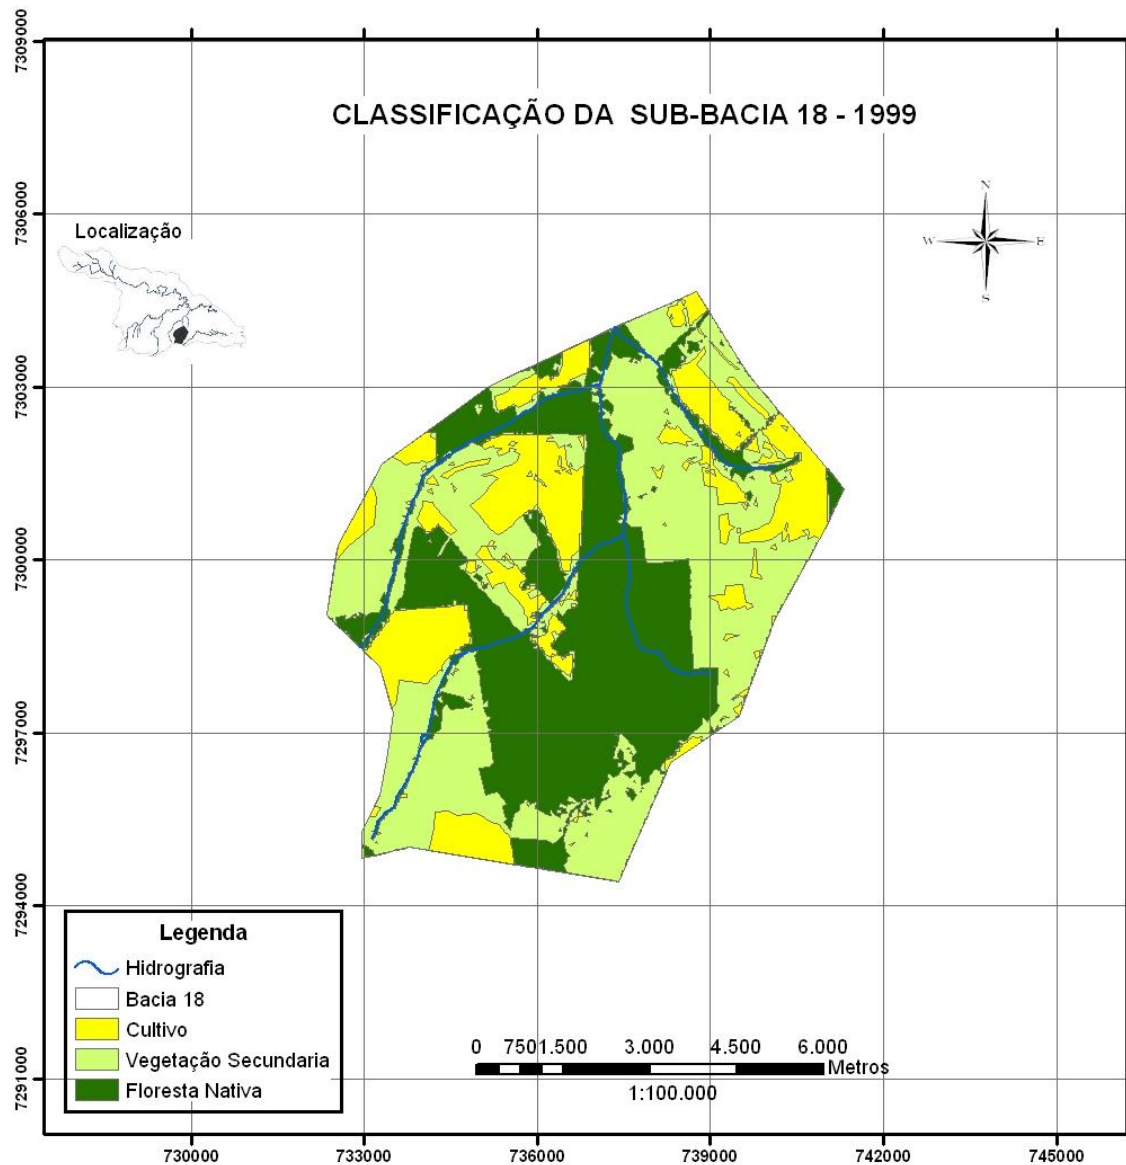 CLASSIFICAÇÃO DA SUB-BACIA 18 - 1999
7309000
7306000
7303000
7300000
7297000
7294000
7291000
Localização
N
W
E
S
Legenda
Hidrografia
Bacia 18
Cultivo
Vegetação Secundaria
Floresta Nativa
0 750 1.500 3.000 4.500 6.000
Metros
1:100.000
730000 733000 736000 739000 742000 745000